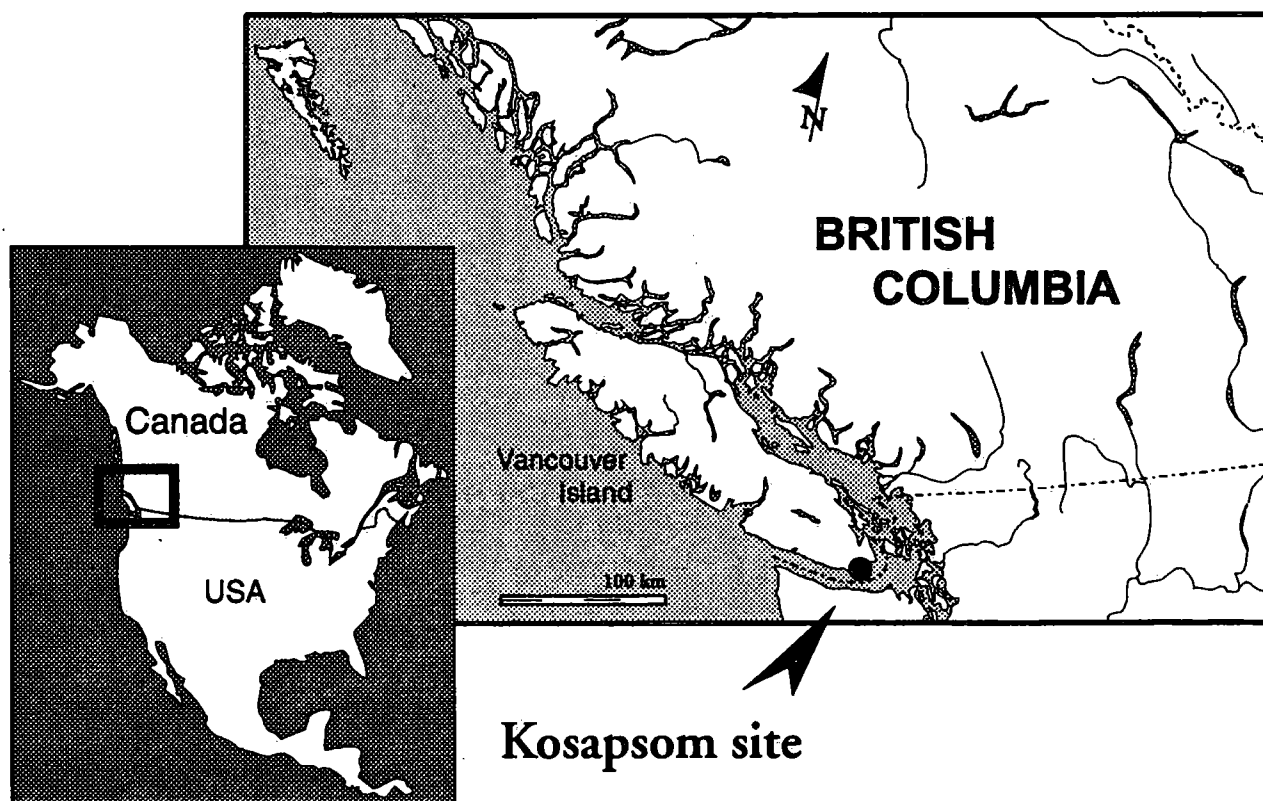 N
BRITISH
COLUMBIA
Vancouver
Island
100 km
Canada
USA
Kosapsom site